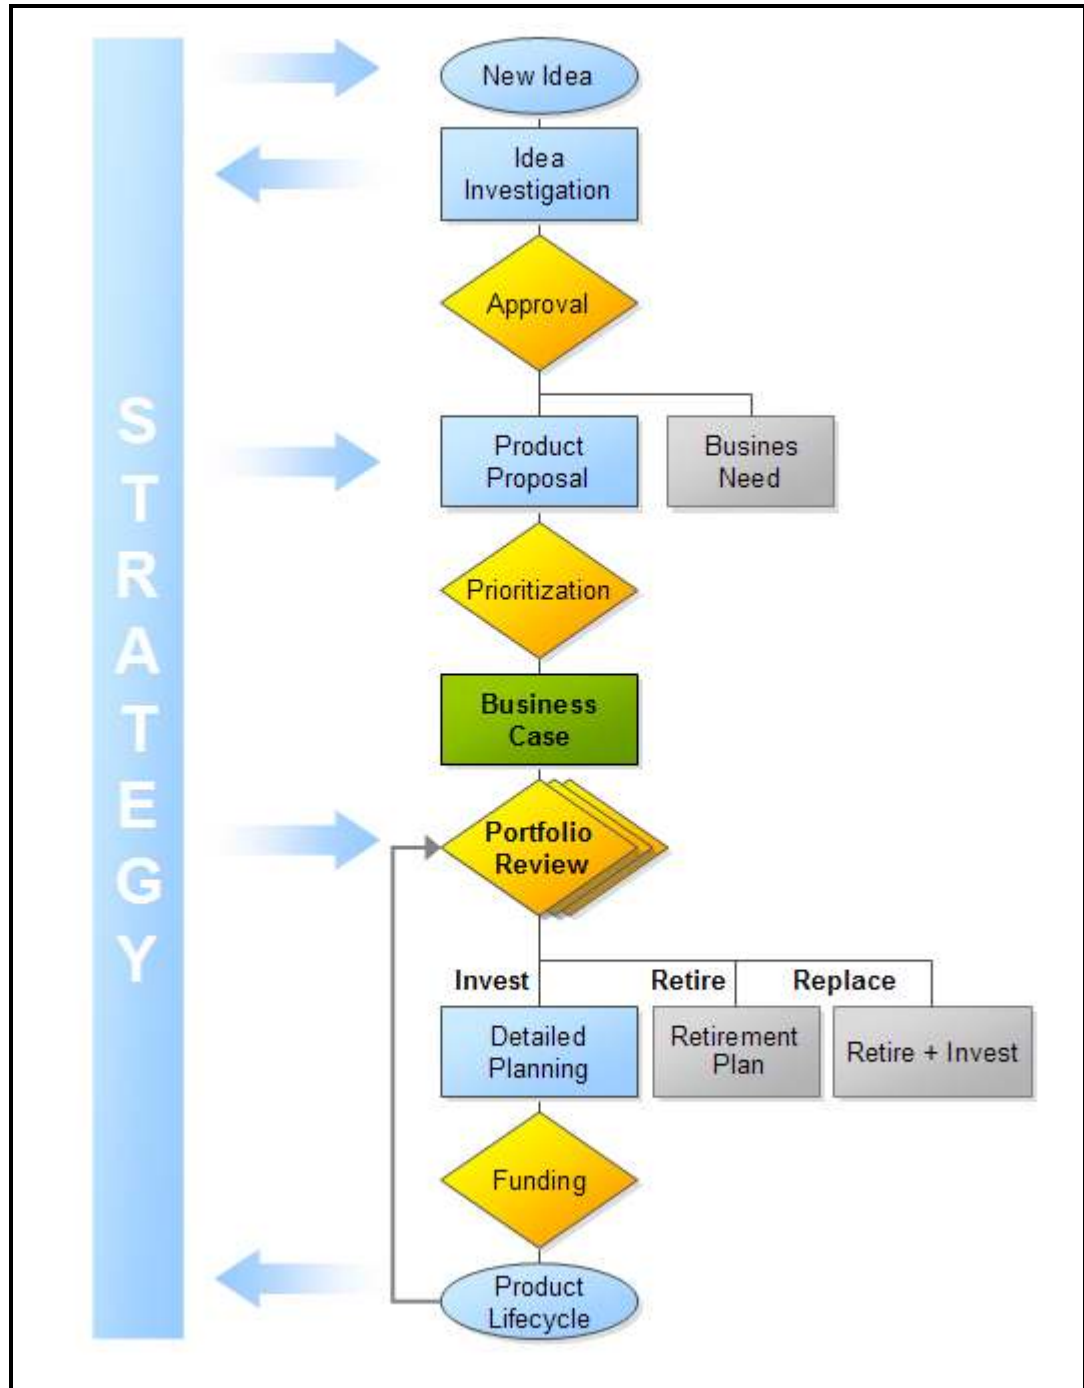 STRATEGY
New Idea
Idea
Investigation
Approval
Product
Proposal
Busines
Need
Prioritization
Business
Case
Portfolio
Review
Invest
Retire
Replace
Detailed
Planning
Retirement
Plan
Retire + Invest
Funding
Product
Lifecycle